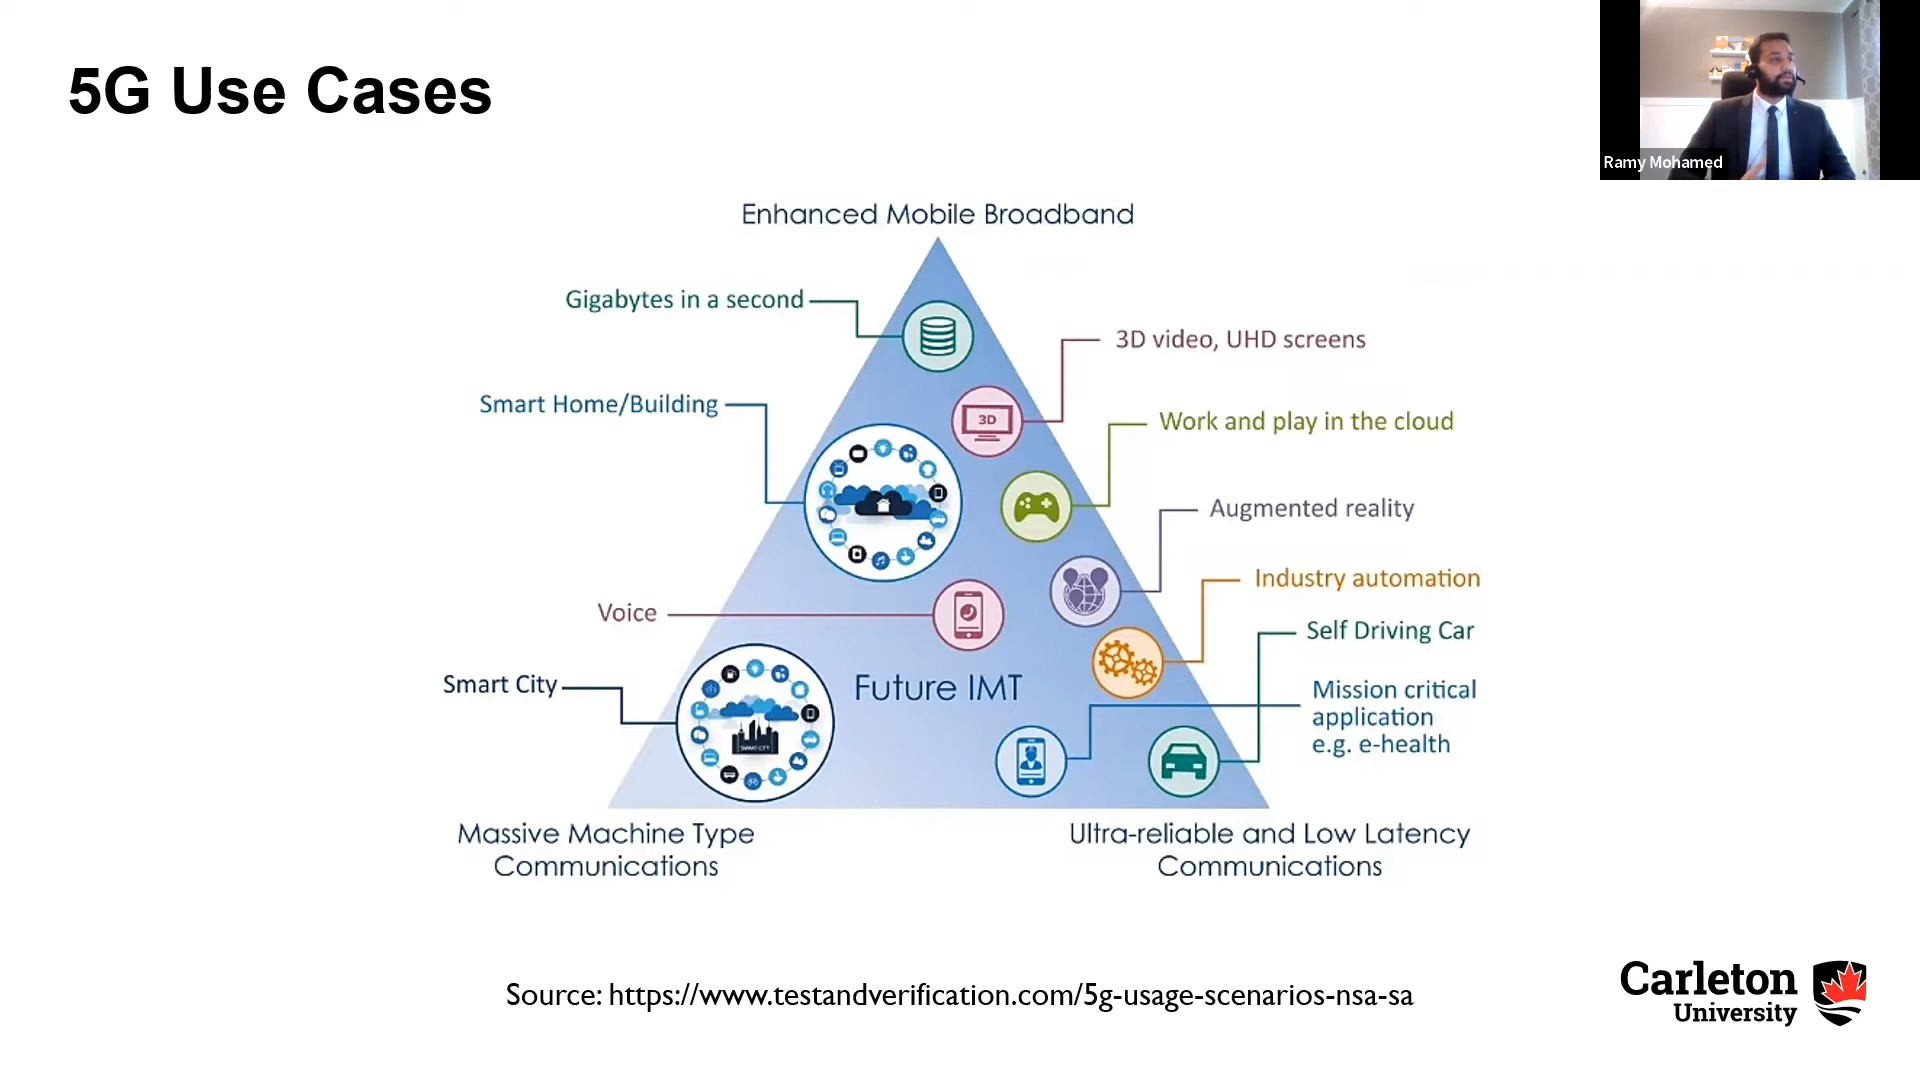 5G Use Cases
Ramy Mohamed
Enhanced Mobile Broadband
Gigabytes in a second
3D video, UHD screens
Smart Home/Building
3D
Work and play in the cloud
Augmented reality
Industry automation
Voice
Self Driving Car
Smart City
Future IMT
Mission critical
application
e.g. e-health
SMART CITY
Massive Machine Type
Communications
Ultra-reliable and Low Latency
Communications
Source: https://www.testandverification.com/5g-usage-scenarios-nsa-sa
Carleton
University